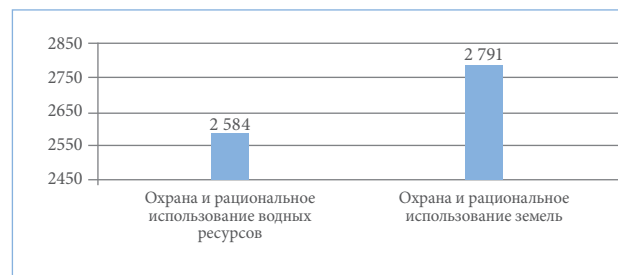 2850
2750
2650
2550
2450
2 584
2 791
Охрана и рациональное
использование водных
ресурсов
Охрана и рациональное
использование земель